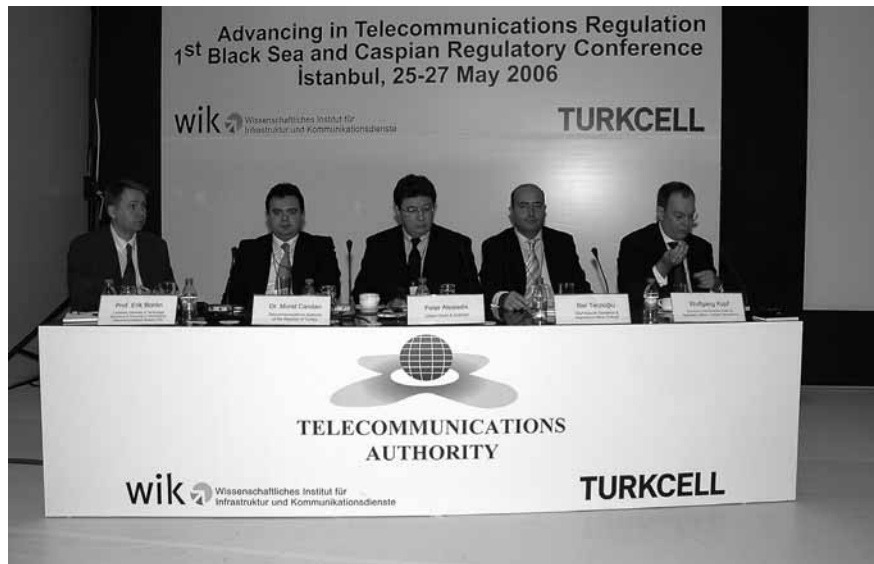 Advancing in Telecommunications Regulation
1st Black Sea and Caspian Regulatory Conference
İstanbul, 25-27 May 2006
wik Wissenschaftliches Institut für
Infrastruktur und Kommunikationsdienste
TURKCELL
Prof. Erik Bohlin
Dr. Murat Candan
Peter Alexiadis
Wolfgang Kopf
TELECOMMUNICATIONS
AUTHORITY
wik Wissenschaftliches Institut für
Infrastruktur und Kommunikationsdienste
TURKCELL